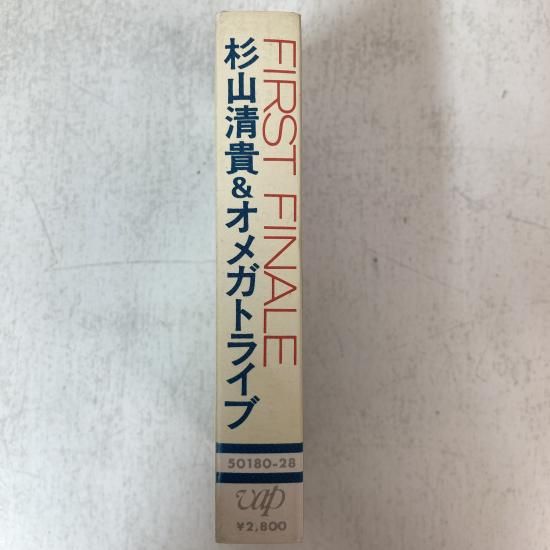 FIRST FINALE
杉山清貴&オメガトライブ
50180-28
vap
¥2,800